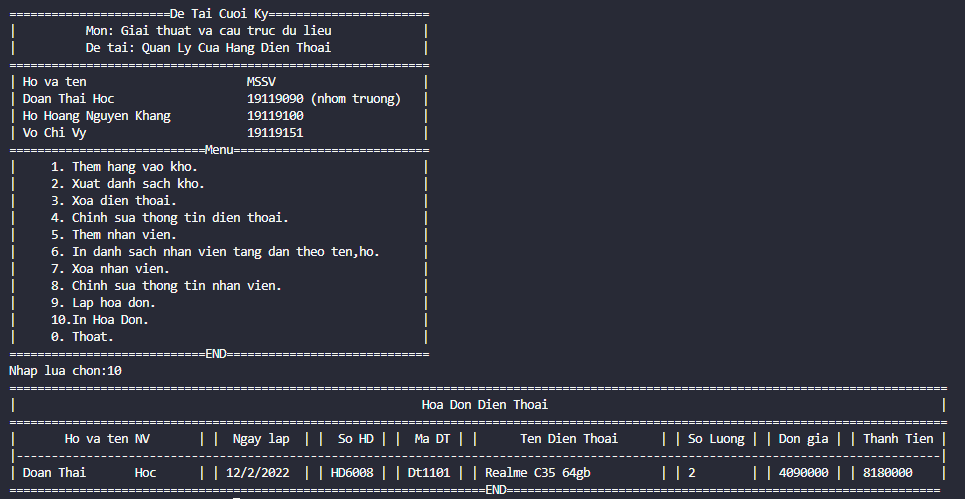 =======================De Tai Cuoi Ky=======================
| Mon: Giai thuat va cau truc du lieu |
| De tai: Quan Ly Cua Hang Dien Thoai |
============================================================
| Ho va ten MSSV |
| Doan Thai Hoc 19119090 (nhom truong) |
| Ho Hoang Nguyen Khang 19119100 |
| Vo Chi Vy 19119151 |
============================Menu============================
| 1. Them hang vao kho. |
| 2. Xuat danh sach kho. |
| 3. Xoa dien thoai. |
| 4. Chinh sua thong tin dien thoai. |
| 5. Them nhan vien. |
| 6. In danh sach nhan vien tang dan theo ten,ho. |
| 7. Xoa nhan vien. |
| 8. Chinh sua thong tin nhan vien. |
| 9. Lap hoa don. |
| 10.In Hoa Don. |
| 0. Thoat. |
============================END=============================
Nhap lua chon:10
======================================================================================================================================
| Hoa Don Dien Thoai |
======================================================================================================================================
| Ho va ten NV | | Ngay lap | | So HD | | Ma DT | | Ten Dien Thoai | | So Luong | | Don gia | | Thanh Tien |
|------------------------------------------------------------------------------------------------------------------------------------|
| Doan Thai Hoc | | 12/2/2022 | | HD6008 | | Dt1101 | | Realme C35 64gb | | 2 | | 4090000 | | 8180000 |
====================================================================END==============================================================